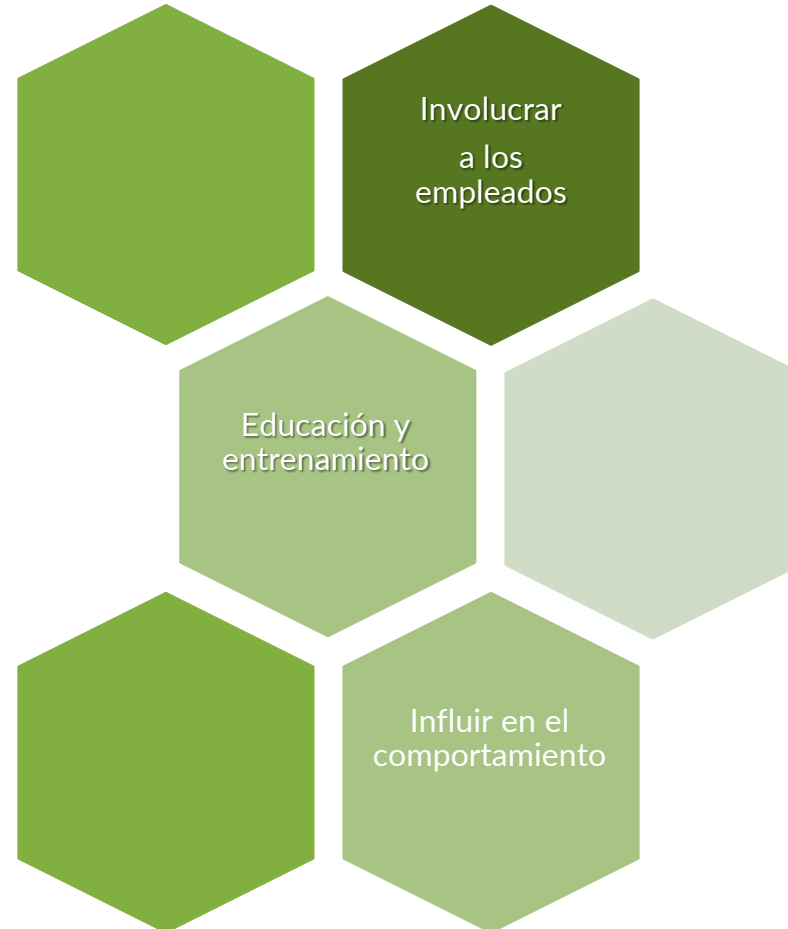 Involucrar
a los
empleados
Educación y
entrenamiento
Influir en el
comportamiento